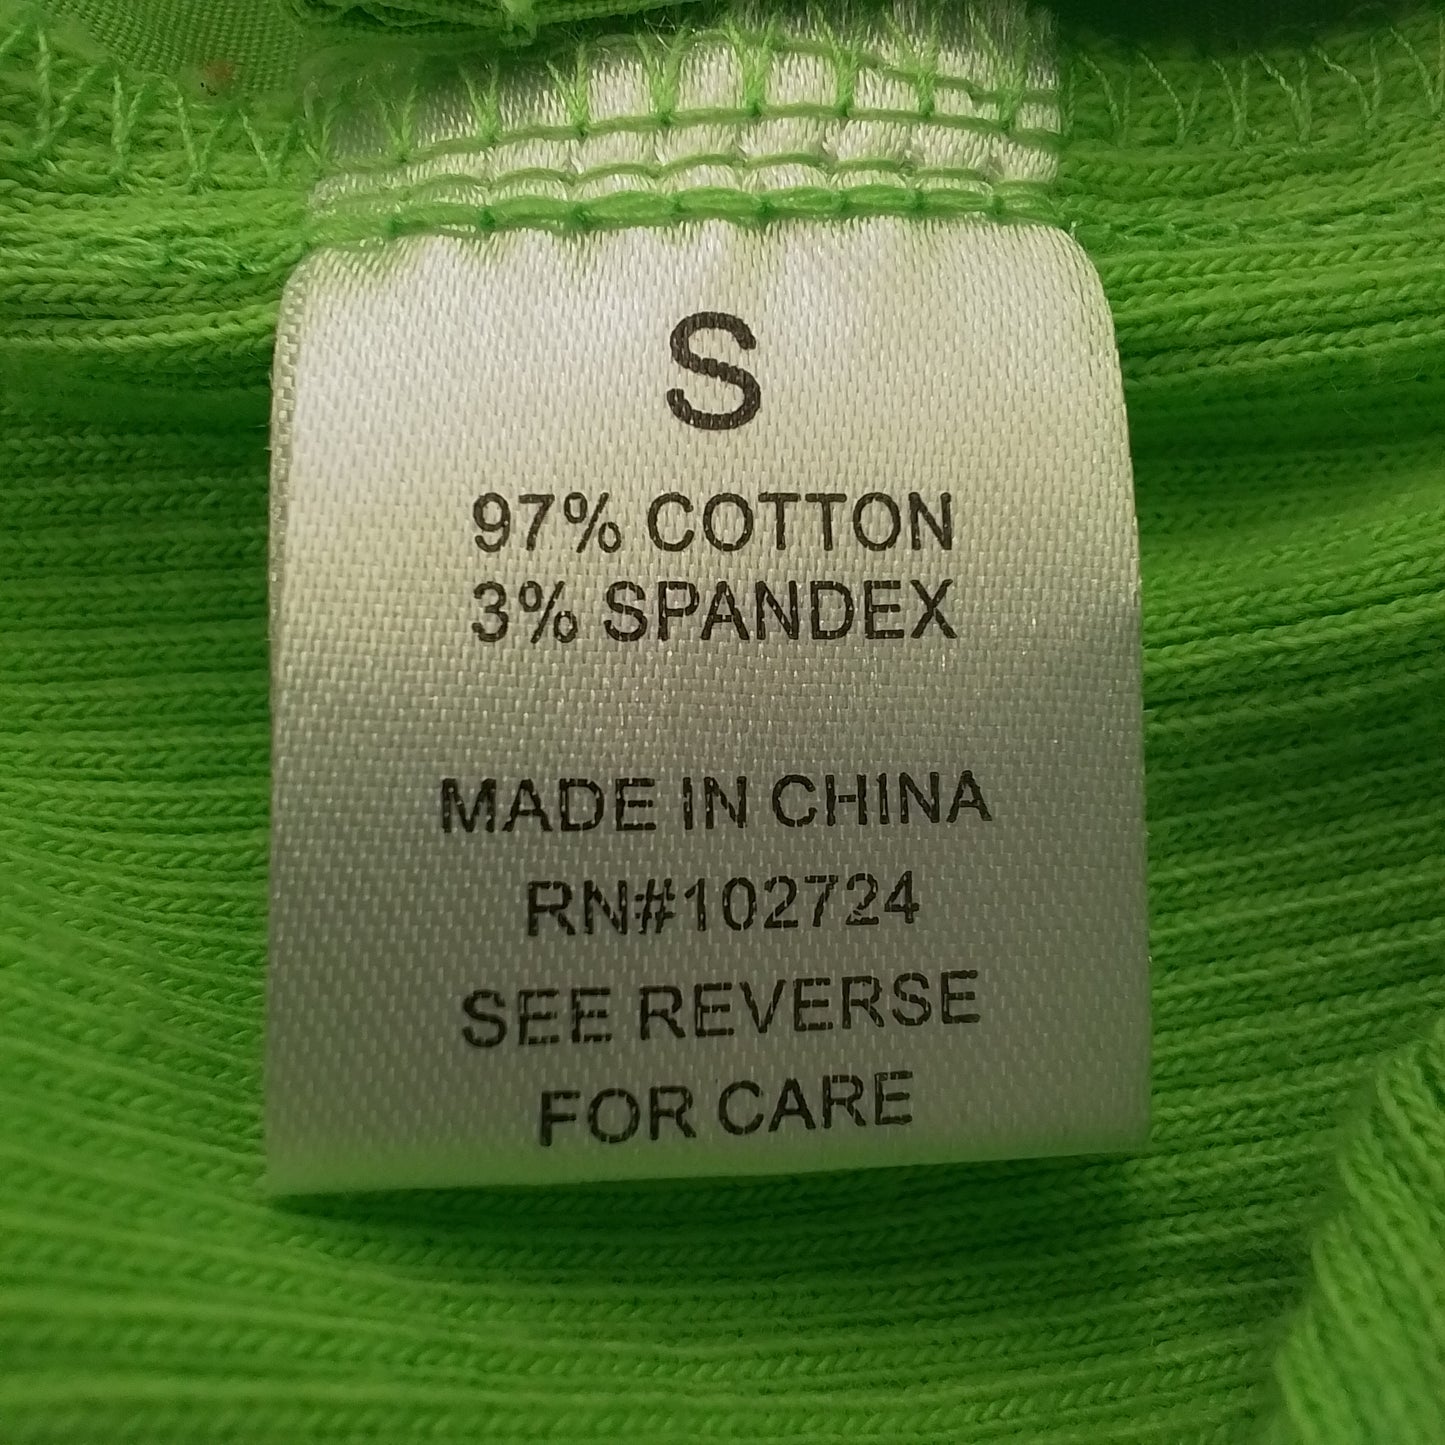 S
97% COTTON
3% SPANDEX
MADE IN CHINA
RN#102724
SEE REVERSE
FOR CARE